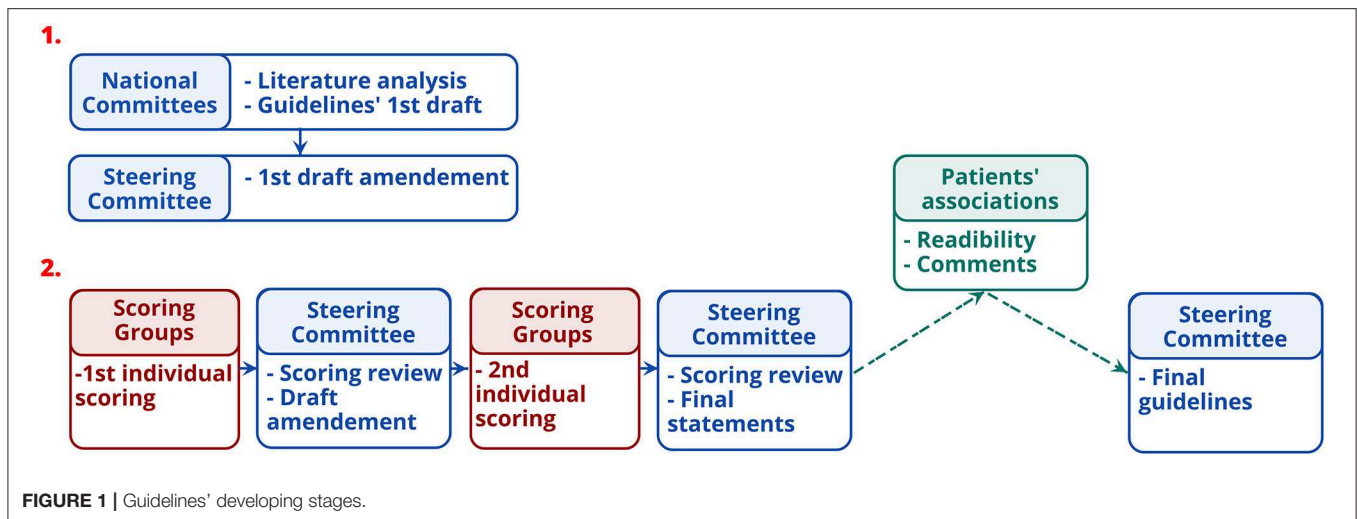 1.
National
Committees
- Literature analysis
- Guidelines' 1st draft
Steering
Committee
- 1st draft amendement
2.
Scoring
Groups
-1st individual
scoring
Steering
Committee
- Scoring review
- Draft
amendement
Scoring
Groups
- 2nd
individual
scoring
Steering
Committee
- Scoring review
- Final
statements
Patients'
associations
- Readibility
- Comments
Steering
Committee
- Final
guidelines
FIGURE 1 | Guidelines' developing stages.